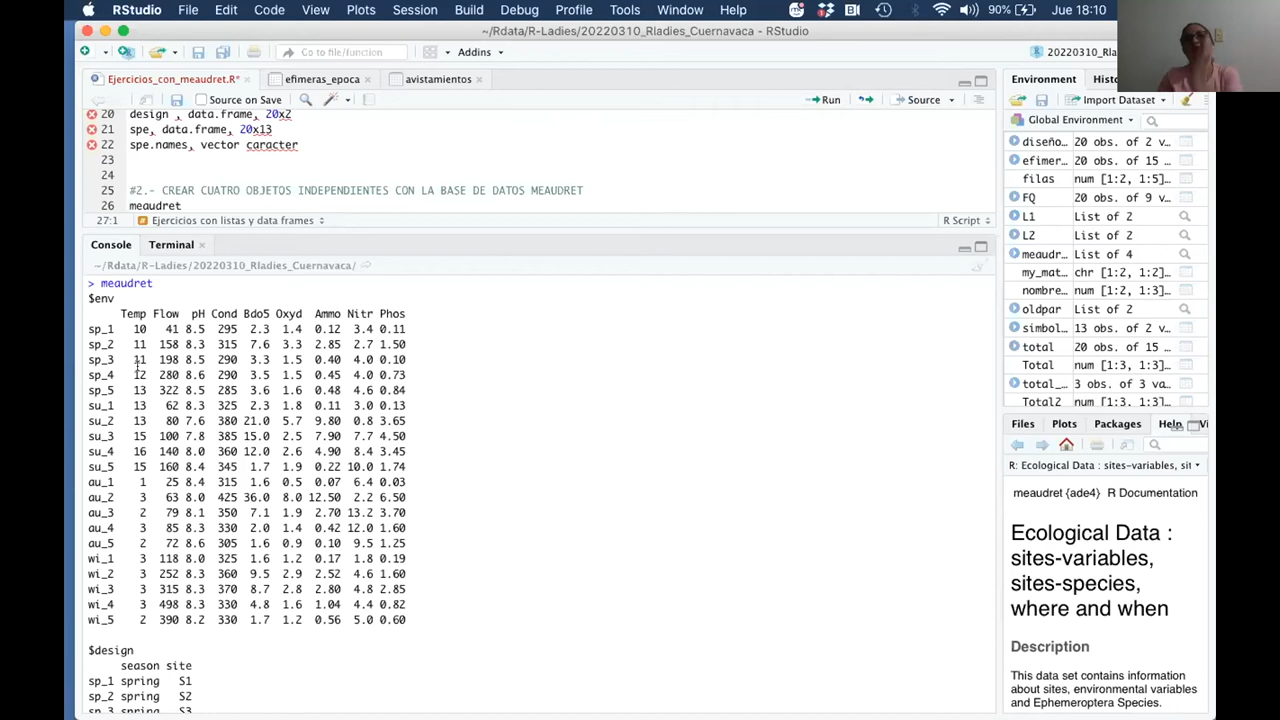 RStudio File Edit Code View Plots Session Build Debug Profile Tools Window Help 90% Jue 18:10
~/Rdata/R-Ladies/20220310_Rladies_Cuernavaca - RStudio
Go to file/function Addins 20220310_Rla
Ejercicios_con_meaudret.R* efimeras_epoca avistamientos
Source on Save Run Source
20 design , data.frame, 20x2
21 spe, data.frame, 20x13
22 spe.names, vector caracter
23
24
25 #2.- CREAR CUATRO OBJETOS INDEPENDIENTES CON LA BASE DE DATOS MEAUDRET
26 meaudret
27:1 Ejercicios con listas y data frames R Script
Console Terminal
~/Rdata/R-Ladies/20220310_Rladies_Cuernavaca/
> meaudret
$env
Temp Flow pH Cond Bdo5 Oxyd Ammo Nitr Phos
sp_1 10 41 8.5 295 2.3 1.4 0.12 3.4 0.11
sp_2 11 158 8.3 315 7.6 3.3 2.85 2.7 1.50
sp_3 11 198 8.5 290 3.3 1.5 0.40 4.0 0.10
sp_4 12 280 8.6 290 3.5 1.5 0.45 4.0 0.73
sp_5 13 322 8.5 285 3.6 1.6 0.48 4.6 0.84
su_1 13 62 8.3 325 2.3 1.8 0.11 3.0 0.13
su_2 13 80 7.6 380 21.0 5.7 9.80 0.8 3.65
su_3 15 100 7.8 385 15.0 2.5 7.90 7.7 4.50
su_4 16 140 8.0 360 12.0 2.6 4.90 8.4 3.45
su_5 15 160 8.4 345 1.7 1.9 0.22 10.0 1.74
au_1 1 25 8.4 315 1.6 0.5 0.07 6.4 0.03
au_2 3 63 8.0 425 36.0 8.0 12.50 2.2 6.50
au_3 2 79 8.1 350 7.1 1.9 2.70 13.2 3.70
au_4 3 85 8.3 330 2.0 1.4 0.42 12.0 1.60
au_5 2 72 8.6 305 1.6 0.9 0.10 9.5 1.25
wi_1 3 118 8.0 325 1.6 1.2 0.17 1.8 0.19
wi_2 3 252 8.3 360 9.5 2.9 2.52 4.6 1.60
wi_3 3 315 8.3 370 8.7 2.8 2.80 4.8 2.85
wi_4 3 498 8.3 330 4.8 1.6 1.04 4.4 0.82
wi_5 2 390 8.2 330 1.7 1.2 0.56 5.0 0.60
$design
season site
sp_1 spring S1
sp_2 spring S2
sp_3 spring S3
Environment Histo
Import Dataset
Global Environment
diseño… 20 obs. of 2 v…
efimer… 20 obs. of 15 …
filas num [1:2, 1:5]…
FQ 20 obs. of 9 v…
L1 List of 2
L2 List of 2
meaudr… List of 4
my_mat… chr [1:2, 1:2]…
nombre… num [1:2, 1:3]…
oldpar List of 2
simbol… 13 obs. of 2 v…
total 20 obs. of 15 …
Total num [1:3, 1:3]…
total_… 3 obs. of 3 va…
Total2 num [1:3, 1:3]…
Files Plots Packages Help Vi
R: Ecological Data : sites-variables, sit
meaudret {ade4} R Documentation
Ecological Data :
sites-variables,
sites-species,
where and when
Description
This data set contains information
about sites, environmental variables
and Ephemeroptera Species.